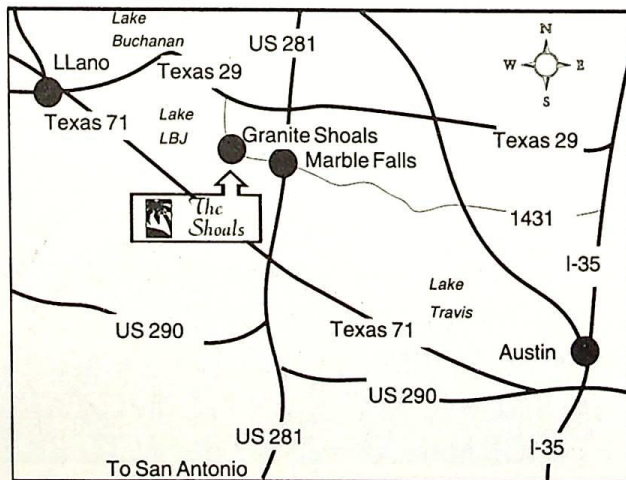 Lake
Buchanan
US 281
N
W E
S
LLano
Texas 29
Texas 71
Lake
LBJ
Granite Shoals
Marble Falls
Texas 29
The
Shoals
1431
I-35
Lake
Travis
US 290
Texas 71
Austin
US 290
US 281
I-35
To San Antonio